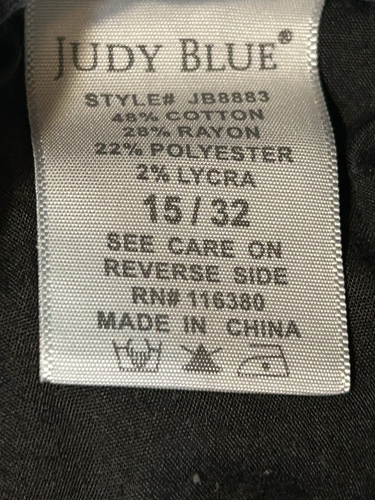 JUDY BLUE®
STYLE# JB8883
48% COTTON
28% RAYON
22% POLYESTER
2% LYCRA
15 / 32
SEE CARE ON
REVERSE SIDE
RN# 116380
MADE IN CHINA